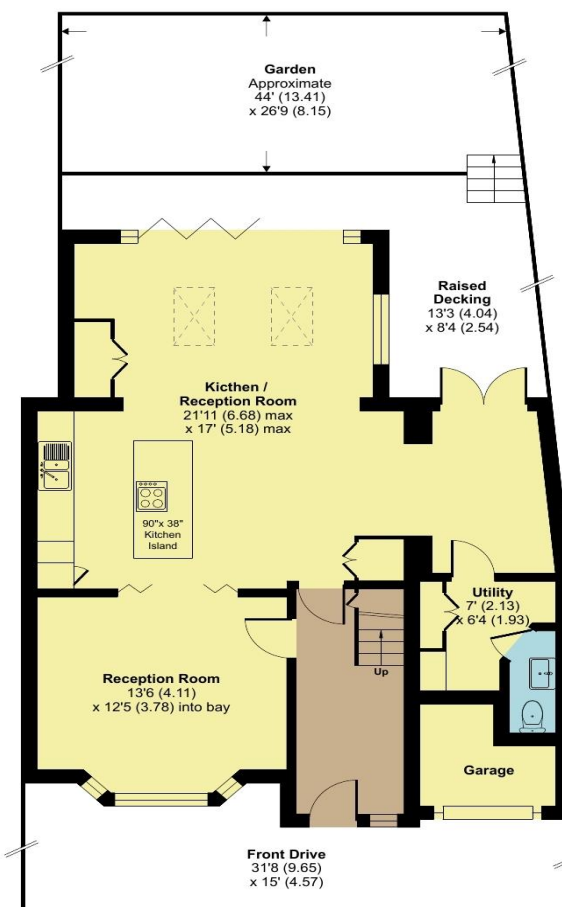 Garden
Approximate
44' (13.41)
x 26'9 (8.15)
Raised
Decking
13'3 (4.04)
x 8'4 (2.54)
Kicthen /
Reception Room
21'11 (6.68) max
x 17' (5.18) max
90"x 38"
Kitchen
Island
Utility
7' (2.13)
x 6'4 (1.93)
Reception Room
13'6 (4.11)
x 12'5 (3.78) into bay
Up
Garage
Front Drive
31'8 (9.65)
x 15' (4.57)